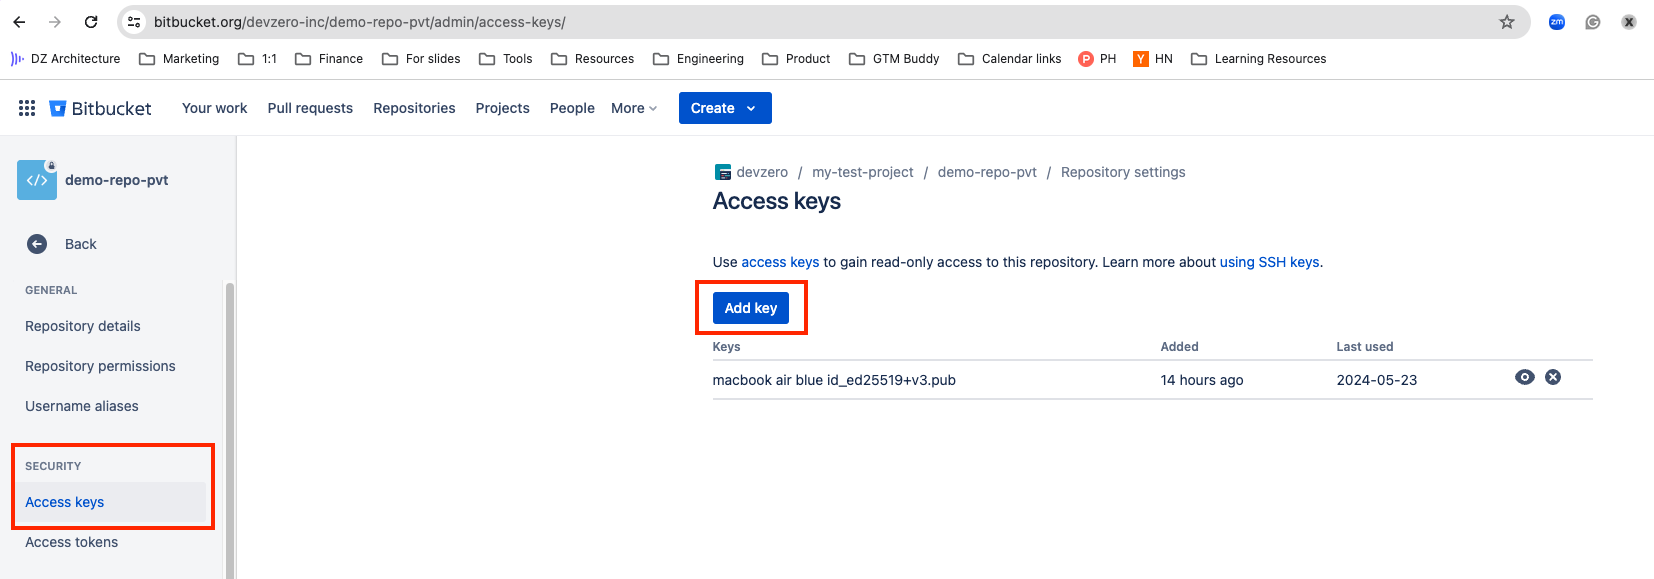 bitbucket.org/devzero-inc/demo-repo-pvt/admin/access-keys/
zm
X
DZ Architecture Marketing 1:1 Finance For slides Tools Resources Engineering Product GTM Buddy Calendar links P PH Y HN Learning Resources
Bitbucket Your work Pull requests Repositories Projects People More Create
</> demo-repo-pvt
Back
GENERAL
Repository details
Repository permissions
Username aliases
SECURITY
Access keys
Access tokens
devzero / my-test-project / demo-repo-pvt / Repository settings
Access keys
Use access keys to gain read-only access to this repository. Learn more about using SSH keys.
Add key
Keys Added Last used
macbook air blue id_ed25519+v3.pub 14 hours ago 2024-05-23